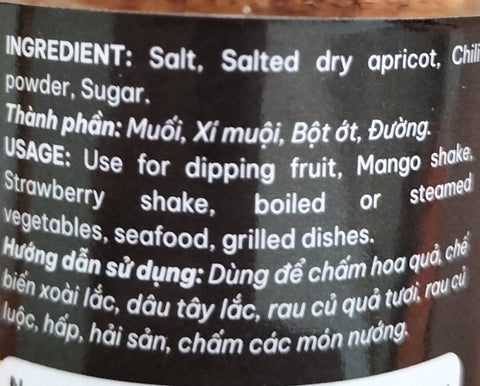 INGREDIENT: Salt, Salted dry apricot, Chili
powder, Sugar.
Thành phần: Muối, Xí muội, Bột ớt, Đường.
USAGE: Use for dipping fruit, Mango shake,
Strawberry shake, boiled or steamed
vegetables, seafood, grilled dishes.
Hướng dẫn sử dụng: Dùng để chấm hoa quả, chế
biến xoài lắc, dâu tây lắc, rau củ quả tươi, rau củ
luộc, hấp, hải sản, chấm các món nướng.